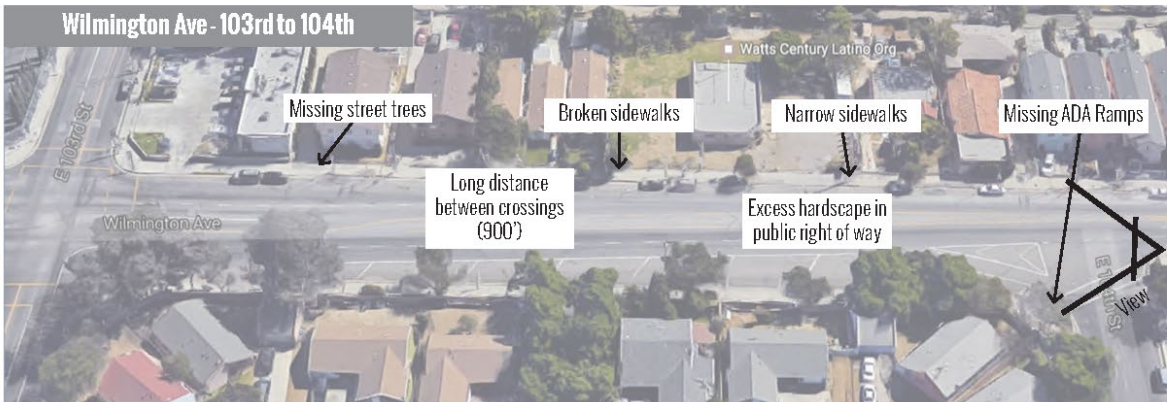 Wilmington Ave - 103rd to 104th
Watts Century Latino Org.
Missing street trees
Broken sidewalks
Narrow sidewalks
Missing ADA Ramps
E 103rd St
Long distance
between crossings
(900')
Excess hardscape in
public right of way
Wilmington Ave
View